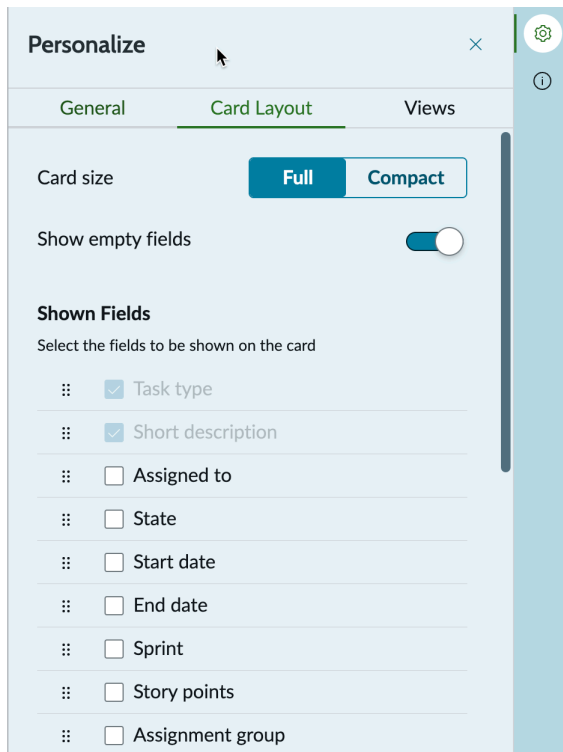 Personalize
General Card Layout Views
Card size Full Compact
Show empty fields
Shown Fields
Select the fields to be shown on the card
Task type
Short description
Assigned to
State
Start date
End date
Sprint
Story points
Assignment group